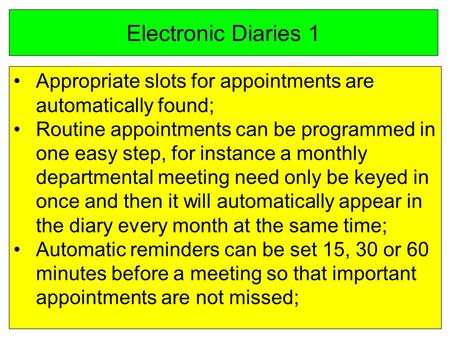 Electronic Diaries 1
• Appropriate slots for appointments are
automatically found;
• Routine appointments can be programmed in
one easy step, for instance a monthly
departmental meeting need only be keyed in
once and then it will automatically appear in
the diary every month at the same time;
• Automatic reminders can be set 15, 30 or 60
minutes before a meeting so that important
appointments are not missed;